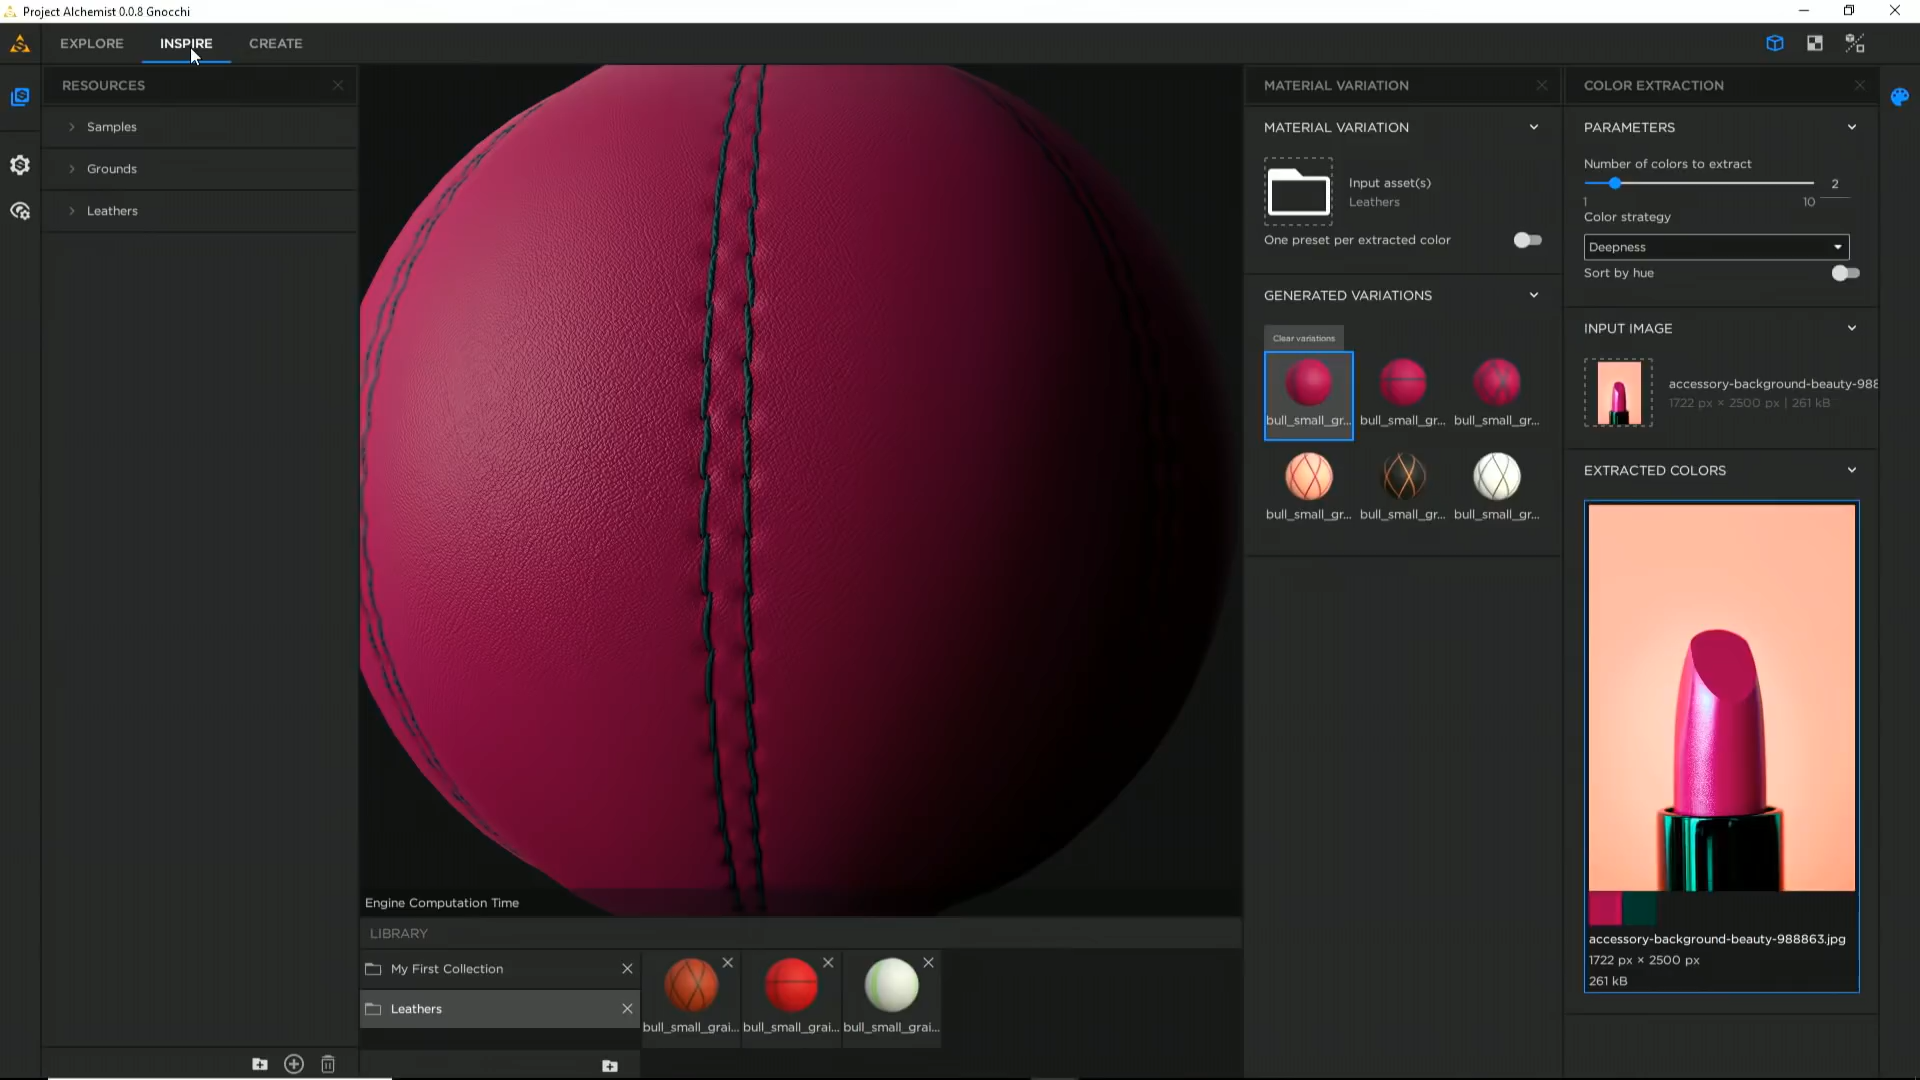 Project Alchemist 0.0.8 Gnocchi
EXPLORE INSPIRE CREATE
RESOURCES
Samples
Grounds
Leathers
Engine Computation Time
LIBRARY
My First Collection
Leathers
bull_small_grai... bull_small_grai... bull_small_grai...
MATERIAL VARIATION
MATERIAL VARIATION
Input asset(s)
Leathers
One preset per extracted color
GENERATED VARIATIONS
Clear variations
bull_small_gr... bull_small_gr... bull_small_gr...
bull_small_gr... bull_small_gr... bull_small_gr...
COLOR EXTRACTION
PARAMETERS
Number of colors to extract
2
1 10
Color strategy
Deepness
Sort by hue
INPUT IMAGE
accessory-background-beauty-988
1722 px × 2500 px | 261 kB
EXTRACTED COLORS
accessory-background-beauty-988863.jpg
1722 px × 2500 px
261 kB